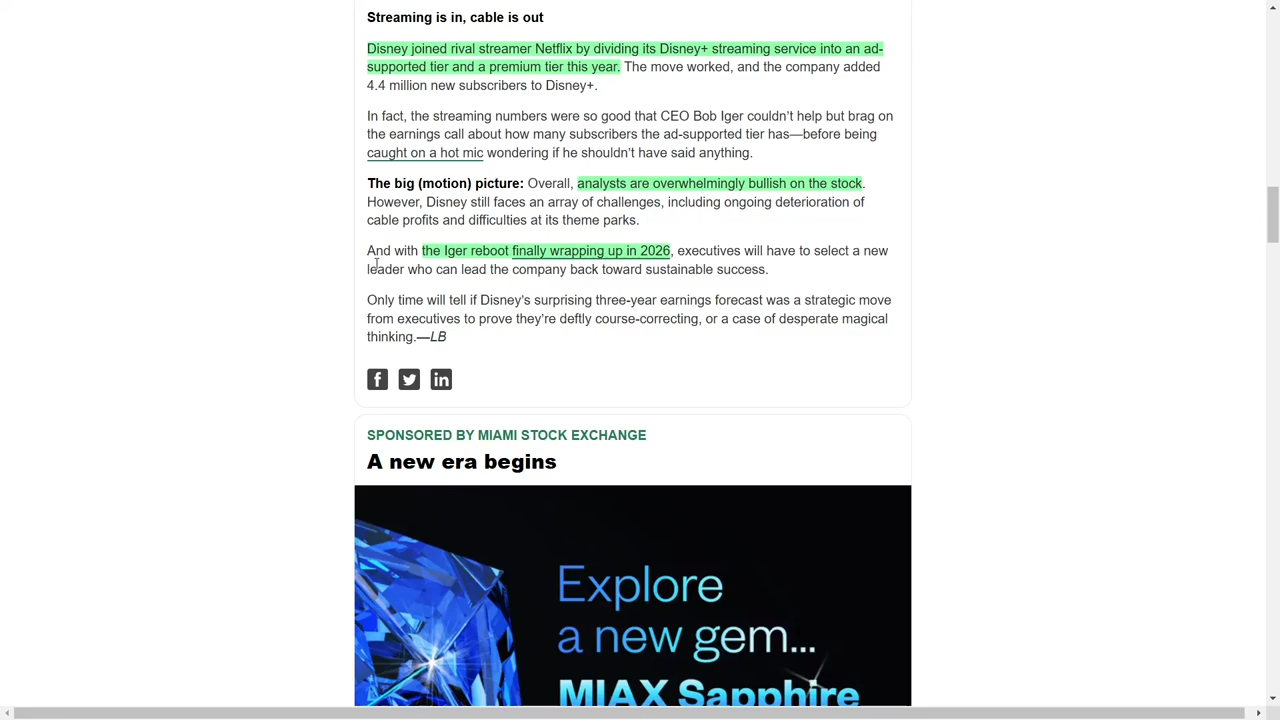 Streaming is in, cable is out
Disney joined rival streamer Netflix by dividing its Disney+ streaming service into an ad-
supported tier and a premium tier this year. The move worked, and the company added
4.4 million new subscribers to Disney+.
In fact, the streaming numbers were so good that CEO Bob Iger couldn’t help but brag on
the earnings call about how many subscribers the ad-supported tier has—before being
caught on a hot mic wondering if he shouldn’t have said anything.
The big (motion) picture: Overall, analysts are overwhelmingly bullish on the stock.
However, Disney still faces an array of challenges, including ongoing deterioration of
cable profits and difficulties at its theme parks.
And with the Iger reboot finally wrapping up in 2026, executives will have to select a new
leader who can lead the company back toward sustainable success.
Only time will tell if Disney’s surprising three-year earnings forecast was a strategic move
from executives to prove they’re deftly course-correcting, or a case of desperate magical
thinking.—LB
SPONSORED BY MIAMI STOCK EXCHANGE
A new era begins
Explore
a new gem...
MIAX Sapphire